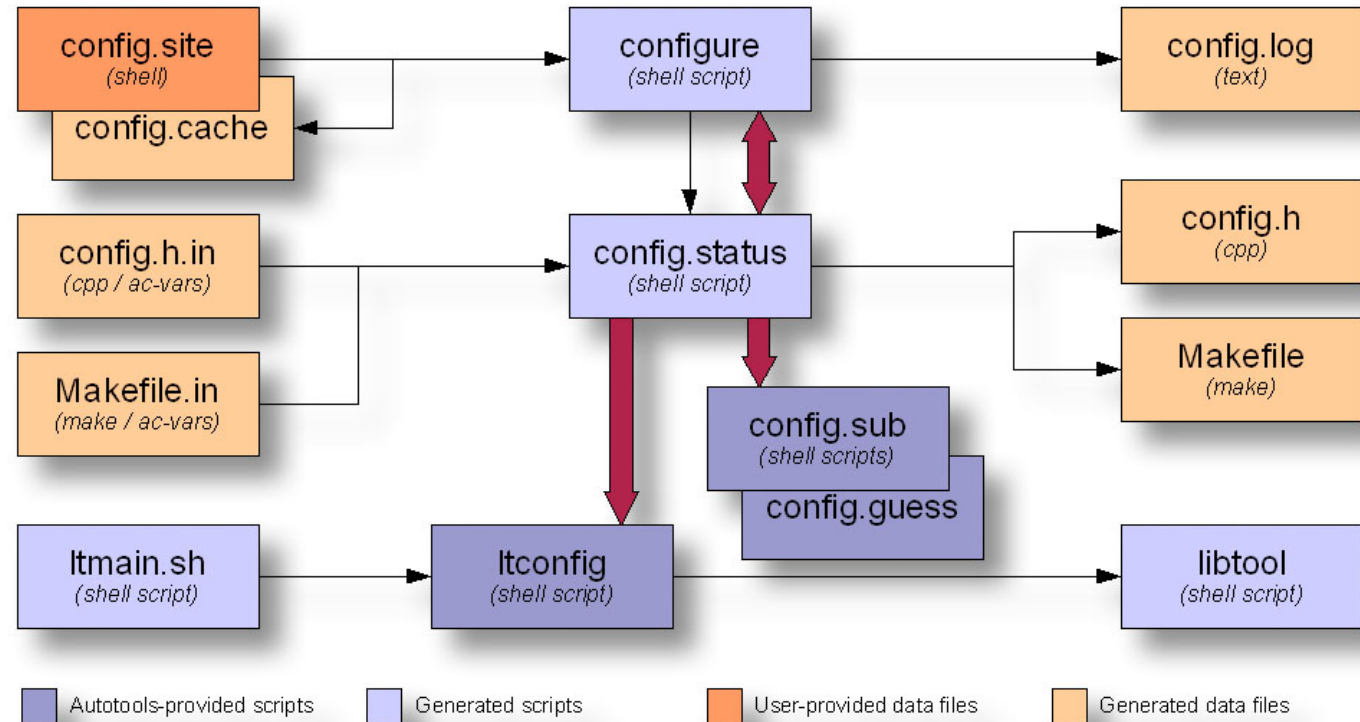 config.site
(shell)
config.cache
configure
(shell script)
config.log
(text)
config.h.in
(cpp / ac-vars)
config.status
(shell script)
config.h
(cpp)
Makefile.in
(make / ac-vars)
Makefile
(make)
config.sub
(shell scripts)
config.guess
ltmain.sh
(shell script)
ltconfig
(shell script)
libtool
(shell script)
Autotools-provided scripts
Generated scripts
User-provided data files
Generated data files